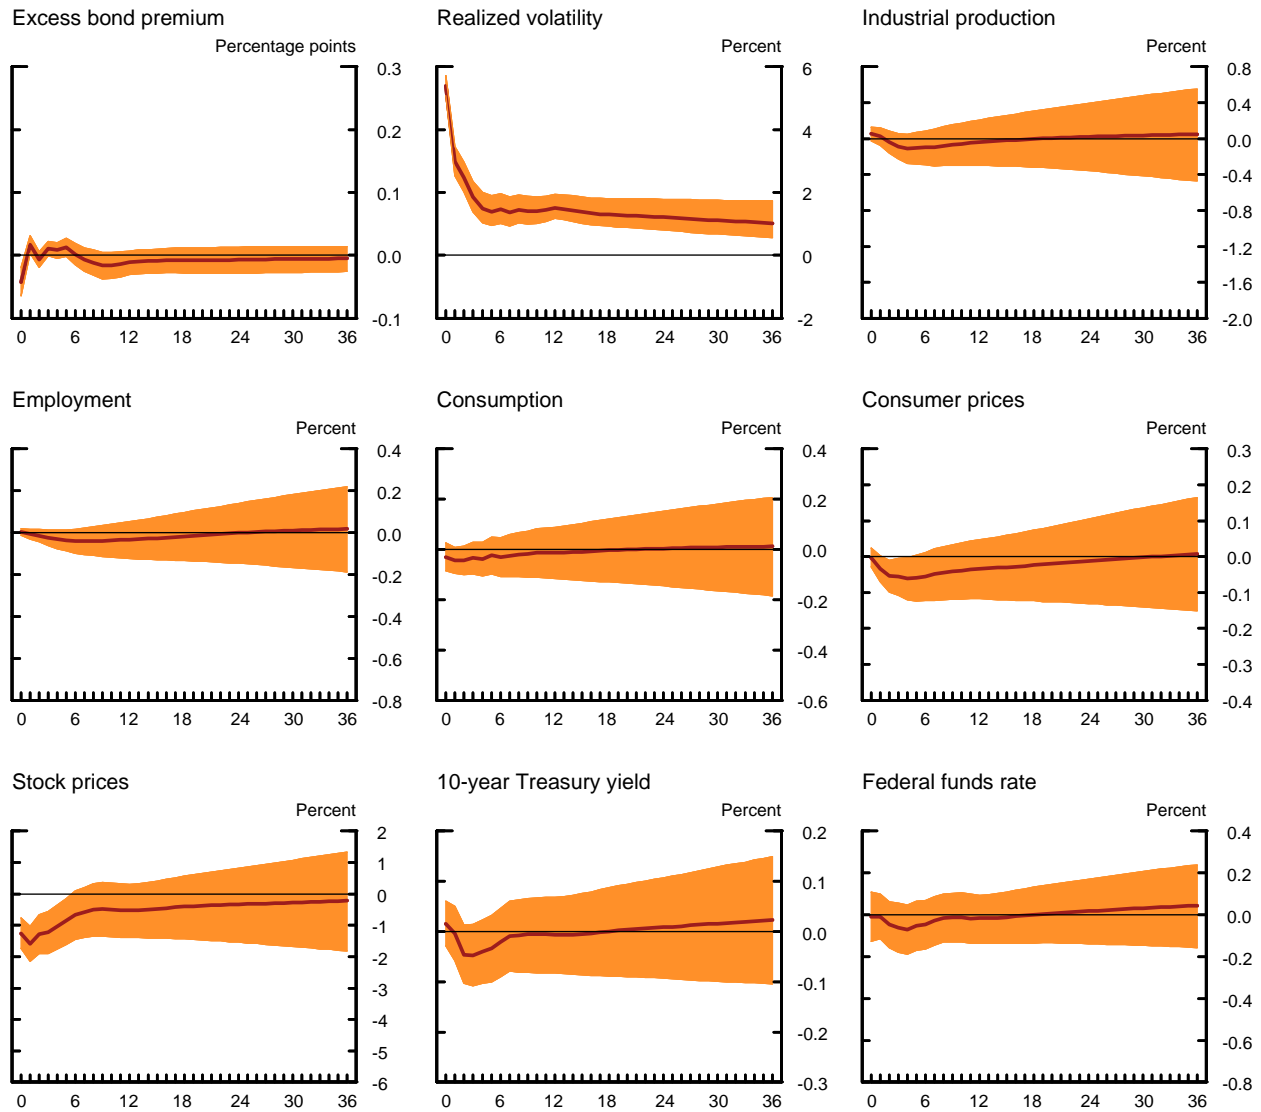 Excess bond premium
Percentage points
0.3
0.2
0.1
0.0
-0.1
0 6 12 18 24 30 36
Realized volatility
Percent
6
4
2
0
-2
0 6 12 18 24 30 36
Industrial production
Percent
0.8
0.4
0.0
-0.4
-0.8
-1.2
-1.6
-2.0
0 6 12 18 24 30 36
Employment
Percent
0.4
0.2
0.0
-0.2
-0.4
-0.6
-0.8
0 6 12 18 24 30 36
Consumption
Percent
0.4
0.2
0.0
-0.2
-0.4
-0.6
0 6 12 18 24 30 36
Consumer prices
Percent
0.3
0.2
0.1
0.0
-0.1
-0.2
-0.3
-0.4
0 6 12 18 24 30 36
Stock prices
Percent
2
1
0
-1
-2
-3
-4
-5
-6
0 6 12 18 24 30 36
10-year Treasury yield
Percent
0.2
0.1
0.0
-0.1
-0.2
-0.3
0 6 12 18 24 30 36
Federal funds rate
Percent
0.4
0.2
0.0
-0.2
-0.4
-0.6
-0.8
0 6 12 18 24 30 36